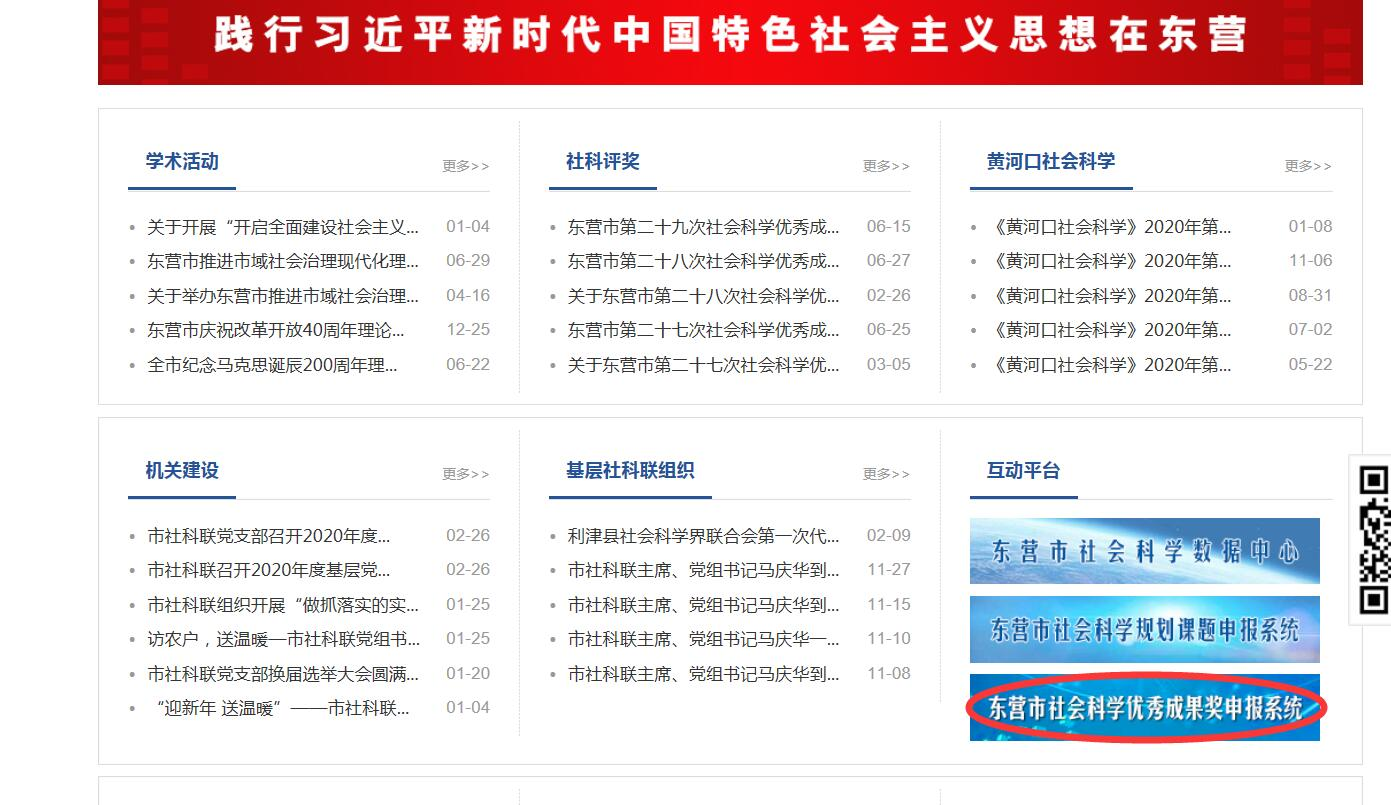 践行习近平新时代中国特色社会主义思想在东营
学术活动
更多>>
关于开展“开启全面建设社会主义... 01-04
东营市推进市域社会治理现代化理... 06-29
关于举办东营市推进市域社会治理... 04-16
东营市庆祝改革开放40周年理论... 12-25
全市纪念马克思诞辰200周年理... 06-22
社科评奖
更多>>
东营市第二十九次社会科学优秀成... 06-15
东营市第二十八次社会科学优秀成... 06-27
关于东营市第二十八次社会科学优... 02-26
东营市第二十七次社会科学优秀成... 06-25
关于东营市第二十七次社会科学优... 03-05
黄河口社会科学
更多>>
《黄河口社会科学》2020年第... 01-08
《黄河口社会科学》2020年第... 11-06
《黄河口社会科学》2020年第... 08-31
《黄河口社会科学》2020年第... 07-02
《黄河口社会科学》2020年第... 05-22
机关建设
更多>>
市社科联党支部召开2020年度... 02-26
市社科联召开2020年度基层党... 02-26
市社科联组织开展“做抓落实的实... 01-25
访农户，送温暖—市社科联党组书... 01-25
市社科联党支部换届选举大会圆满... 01-20
“迎新年 送温暖”——市社科联... 01-04
基层社科联组织
更多>>
利津县社会科学界联合会第一次代... 02-09
市社科联主席、党组书记马庆华到... 11-27
市社科联主席、党组书记马庆华到... 11-15
市社科联主席、党组书记马庆华一... 11-10
市社科联主席、党组书记马庆华到... 11-08
互动平台
东营市社会科学数据中心
东营市社会科学规划课题申报系统
东营市社会科学优秀成果奖申报系统